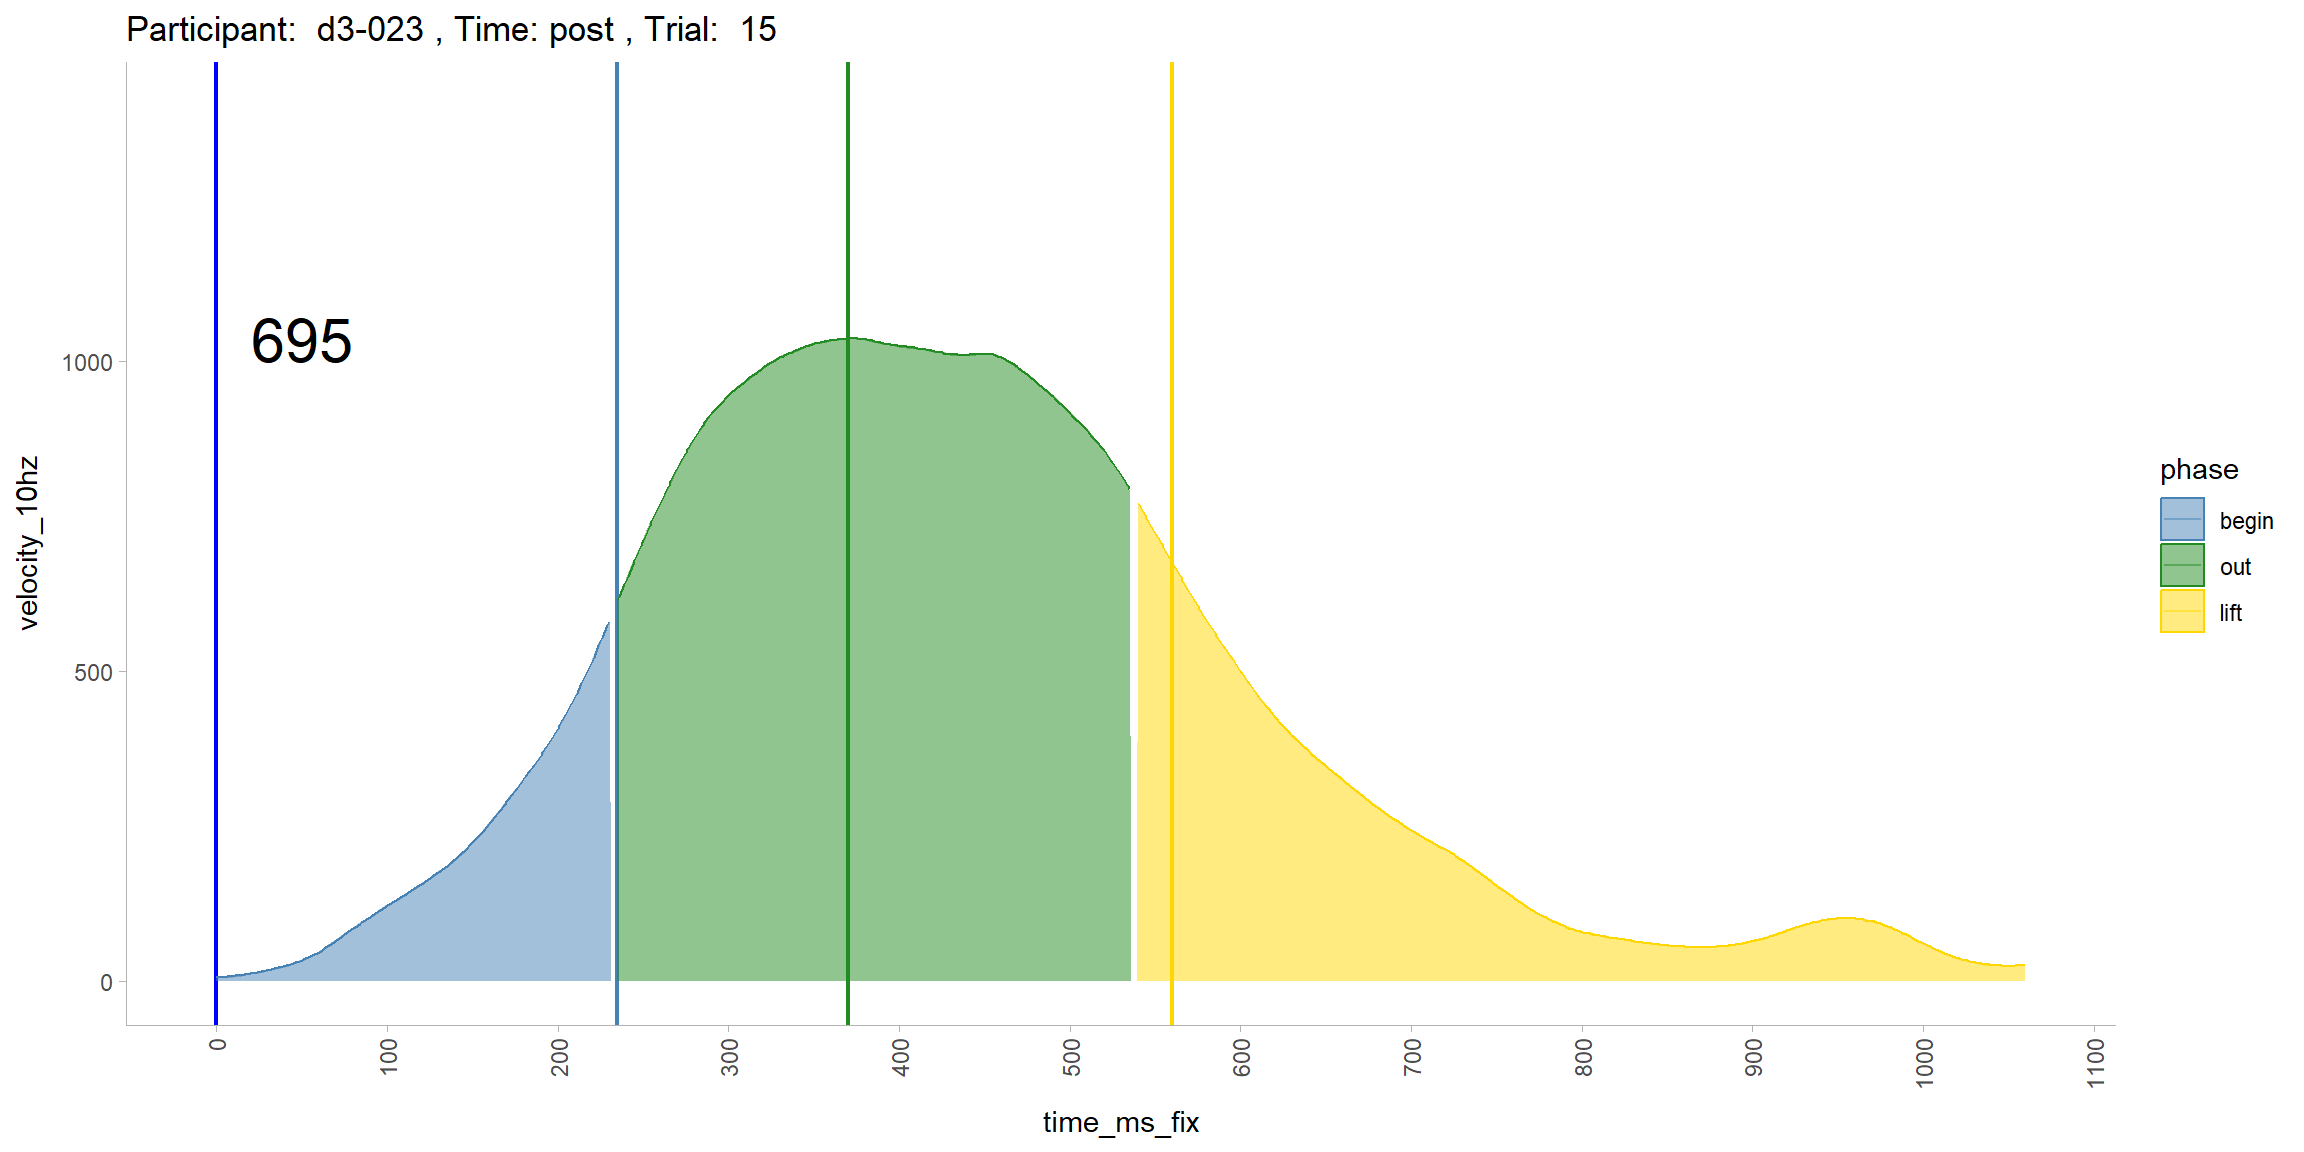 Participant:  d3-023 , Time: post , Trial:  15
695
1000
500
0
velocity_10hz
0
100
200
300
400
500
600
700
800
900
1000
1100
time_ms_fix
phase
begin
out
lift